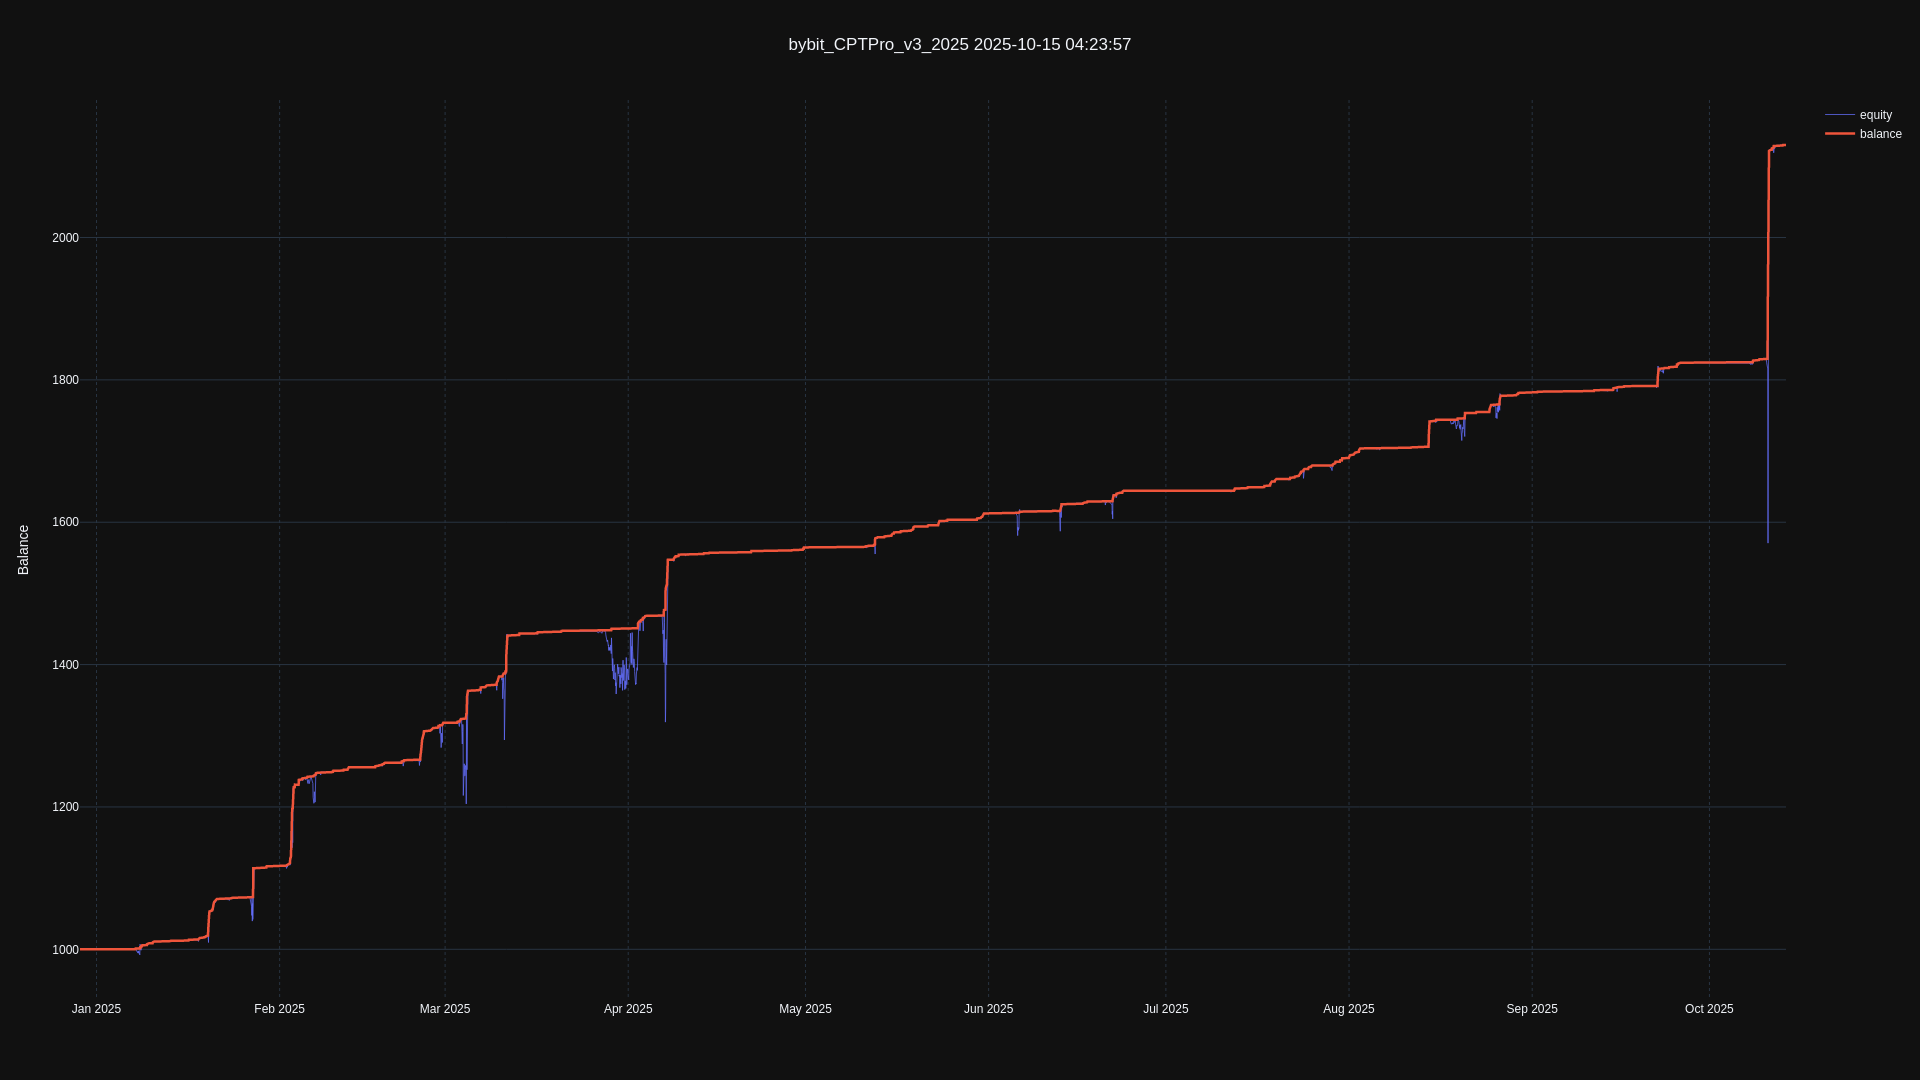 bybit_CPTPro_v3_2025 2025-10-15 04:23:57
equity
balance
Balance
2000
1800
1600
1400
1200
1000
Jan 2025
Feb 2025
Mar 2025
Apr 2025
May 2025
Jun 2025
Jul 2025
Aug 2025
Sep 2025
Oct 2025